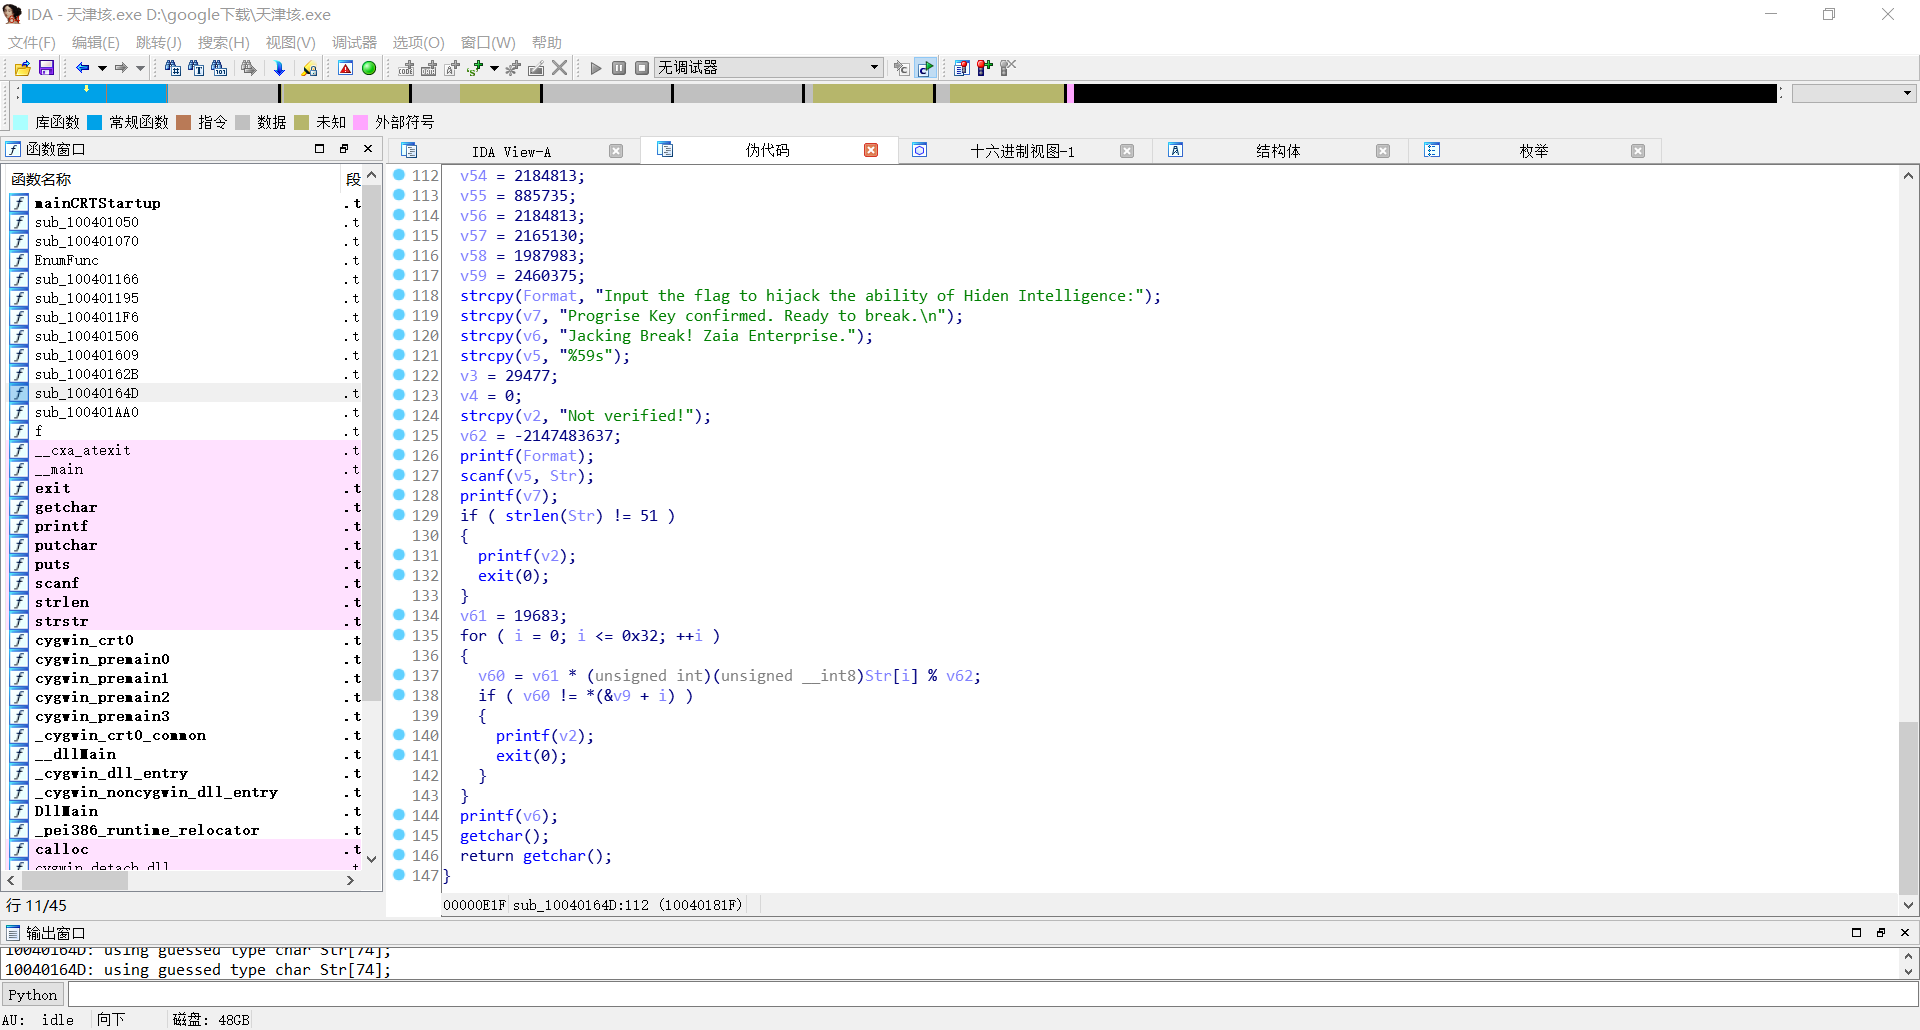 IDA - 天津垓.exe D:\google下载\天津垓.exe
文件(F) 编辑(E) 跳转(J) 搜索(H) 视图(V) 调试器 选项(O) 窗口(W) 帮助
无调试器
库函数 常规函数 指令 数据 未知 外部符号
函数窗口
IDA View-A 伪代码 十六进制视图-1 结构体 枚举
函数名称 段
mainCRTStartup .t
sub_100401050 .t
sub_100401070 .t
EnumFunc .t
sub_100401166 .t
sub_100401195 .t
sub_1004011F6 .t
sub_100401506 .t
sub_100401609 .t
sub_10040162B .t
sub_10040164D .t
sub_100401AA0 .t
f .t
__cxa_atexit .t
__main .t
exit .t
getchar .t
printf .t
putchar .t
puts .t
scanf .t
strlen .t
strstr .t
cygwin_crt0 .t
cygwin_premain0 .t
cygwin_premain1 .t
cygwin_premain2 .t
cygwin_premain3 .t
_cygwin_crt0_common .t
__dllMain .t
_cygwin_dll_entry .t
_cygwin_noncygwin_dll_entry .t
DllMain .t
_pei386_runtime_relocator .t
calloc .t
cygwin_detach_dll .t
行 11/45
112 v54 = 2184813;
113 v55 = 885735;
114 v56 = 2184813;
115 v57 = 2165130;
116 v58 = 1987983;
117 v59 = 2460375;
118 strcpy(Format, "Input the flag to hijack the ability of Hiden Intelligence:");
119 strcpy(v7, "Progrise Key confirmed. Ready to break.\n");
120 strcpy(v6, "Jacking Break! Zaia Enterprise.");
121 strcpy(v5, "%59s");
122 v3 = 29477;
123 v4 = 0;
124 strcpy(v2, "Not verified!");
125 v62 = -2147483637;
126 printf(Format);
127 scanf(v5, Str);
128 printf(v7);
129 if ( strlen(Str) != 51 )
130 {
131 printf(v2);
132 exit(0);
133 }
134 v61 = 19683;
135 for ( i = 0; i <= 0x32; ++i )
136 {
137 v60 = v61 * (unsigned int)(unsigned __int8)Str[i] % v62;
138 if ( v60 != *(&v9 + i) )
139 {
140 printf(v2);
141 exit(0);
142 }
143 }
144 printf(v6);
145 getchar();
146 return getchar();
147 }
00000E1F sub_10040164D:112 (10040181F)
输出窗口
10040164D: using guessed type char Str[74];
10040164D: using guessed type char Str[74];
Python
AU: idle 向下 磁盘: 48GB